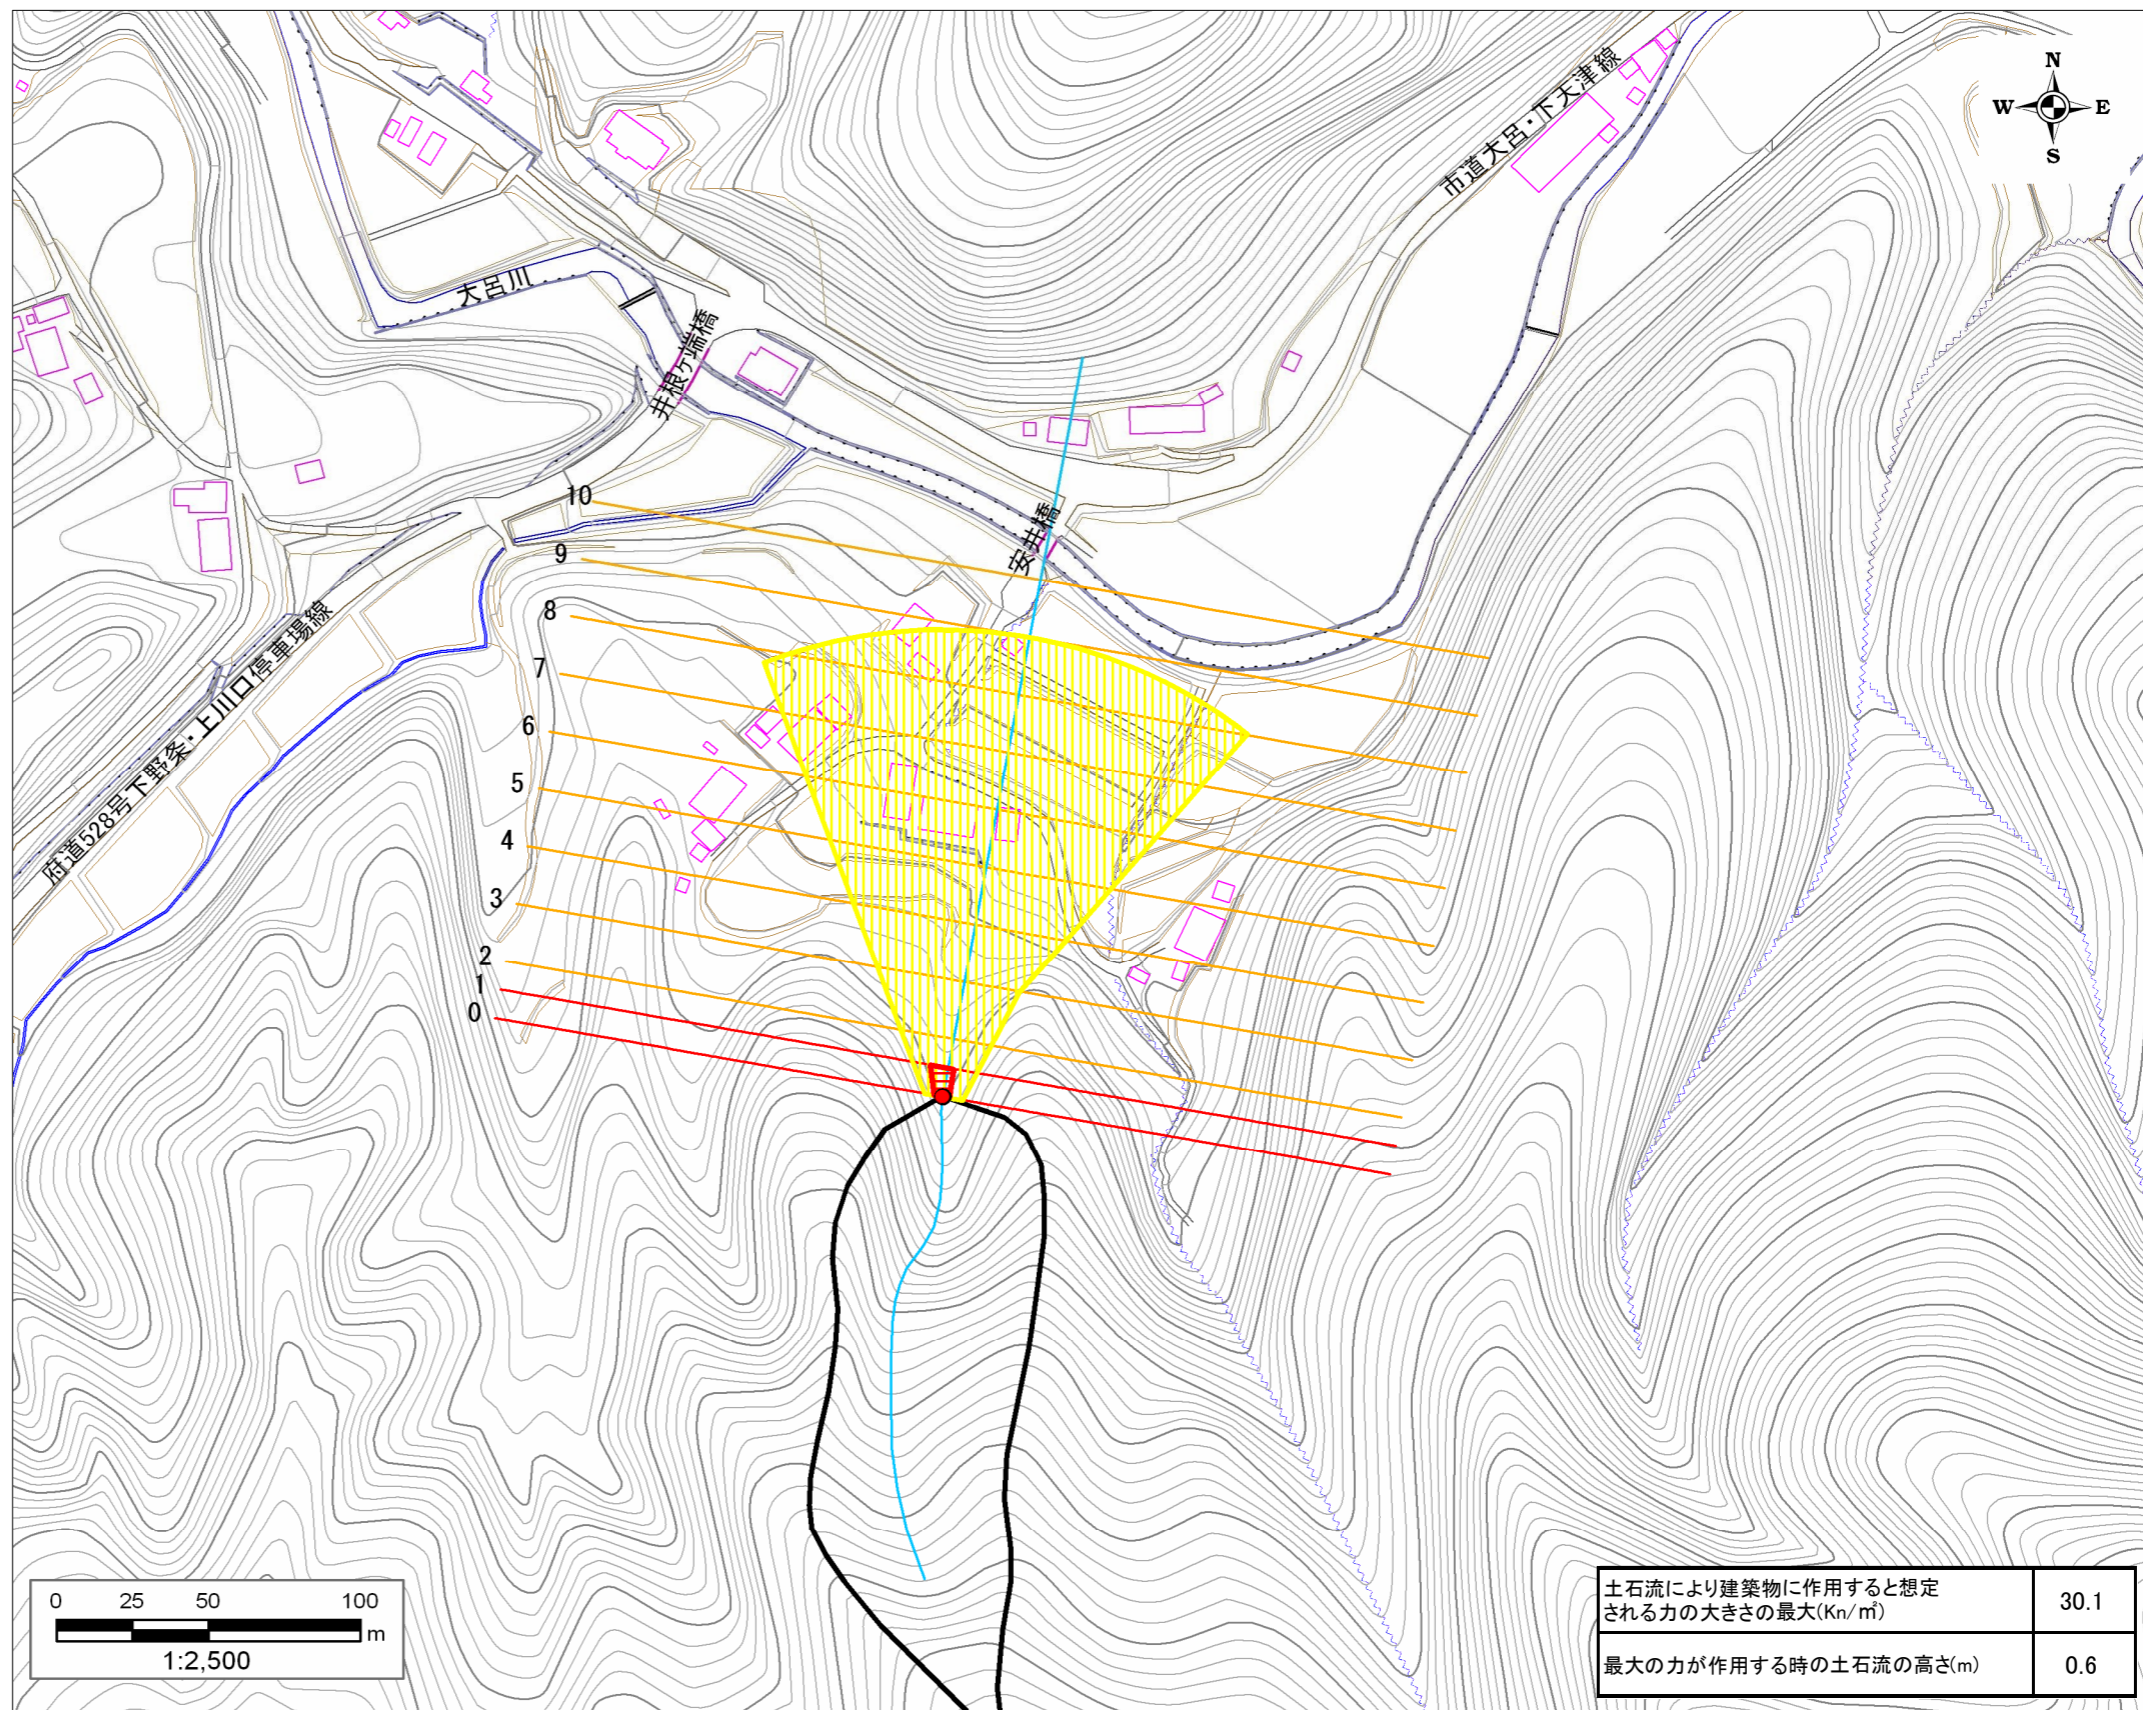 市道大呂・下天津線
N
W
E
S
大呂川
井根ケ端橋
安井橋
府道528号下野条・上川口停車場線
10
9
8
7
6
5
4
3
2
1
0
0 25 50 100
m
1:2,500
土石流により建築物に作用すると想定
される力の大きさの最大(Kn/㎡) 30.1
最大の力が作用する時の土石流の高さ(m) 0.6